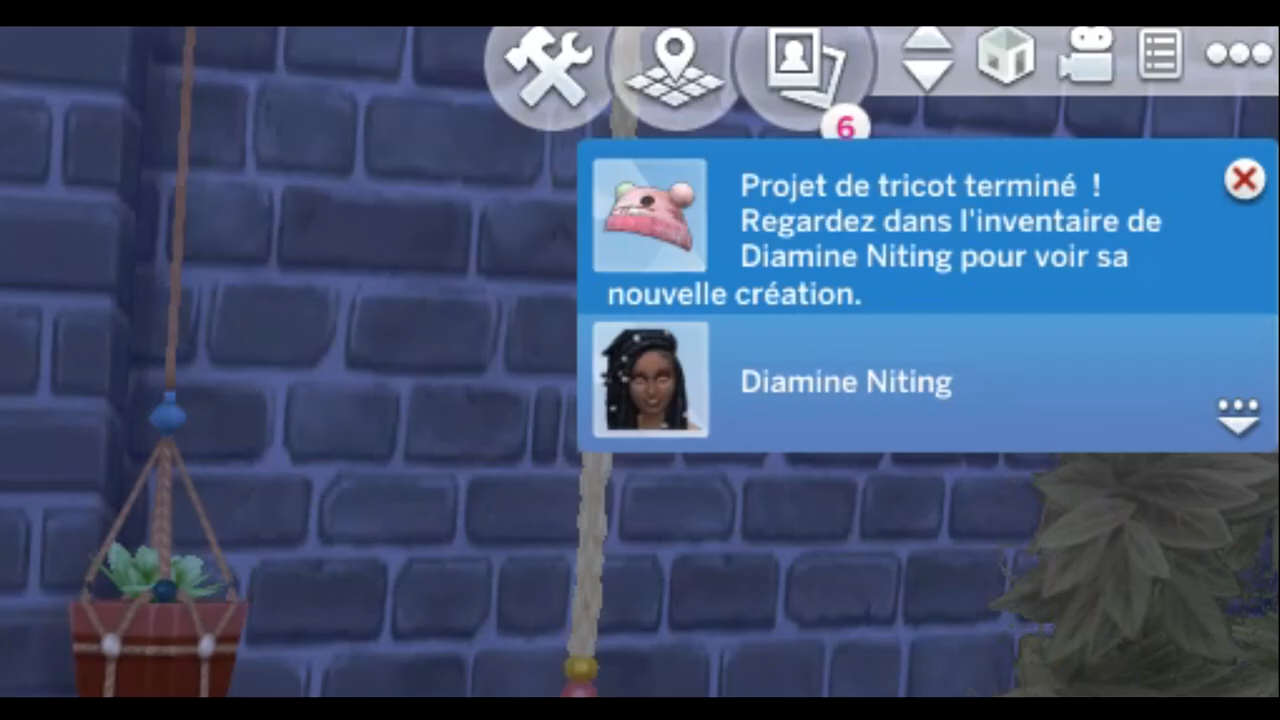 6
Projet de tricot terminé !
Regardez dans l'inventaire de
Diamine Niting pour voir sa
nouvelle création.
Diamine Niting